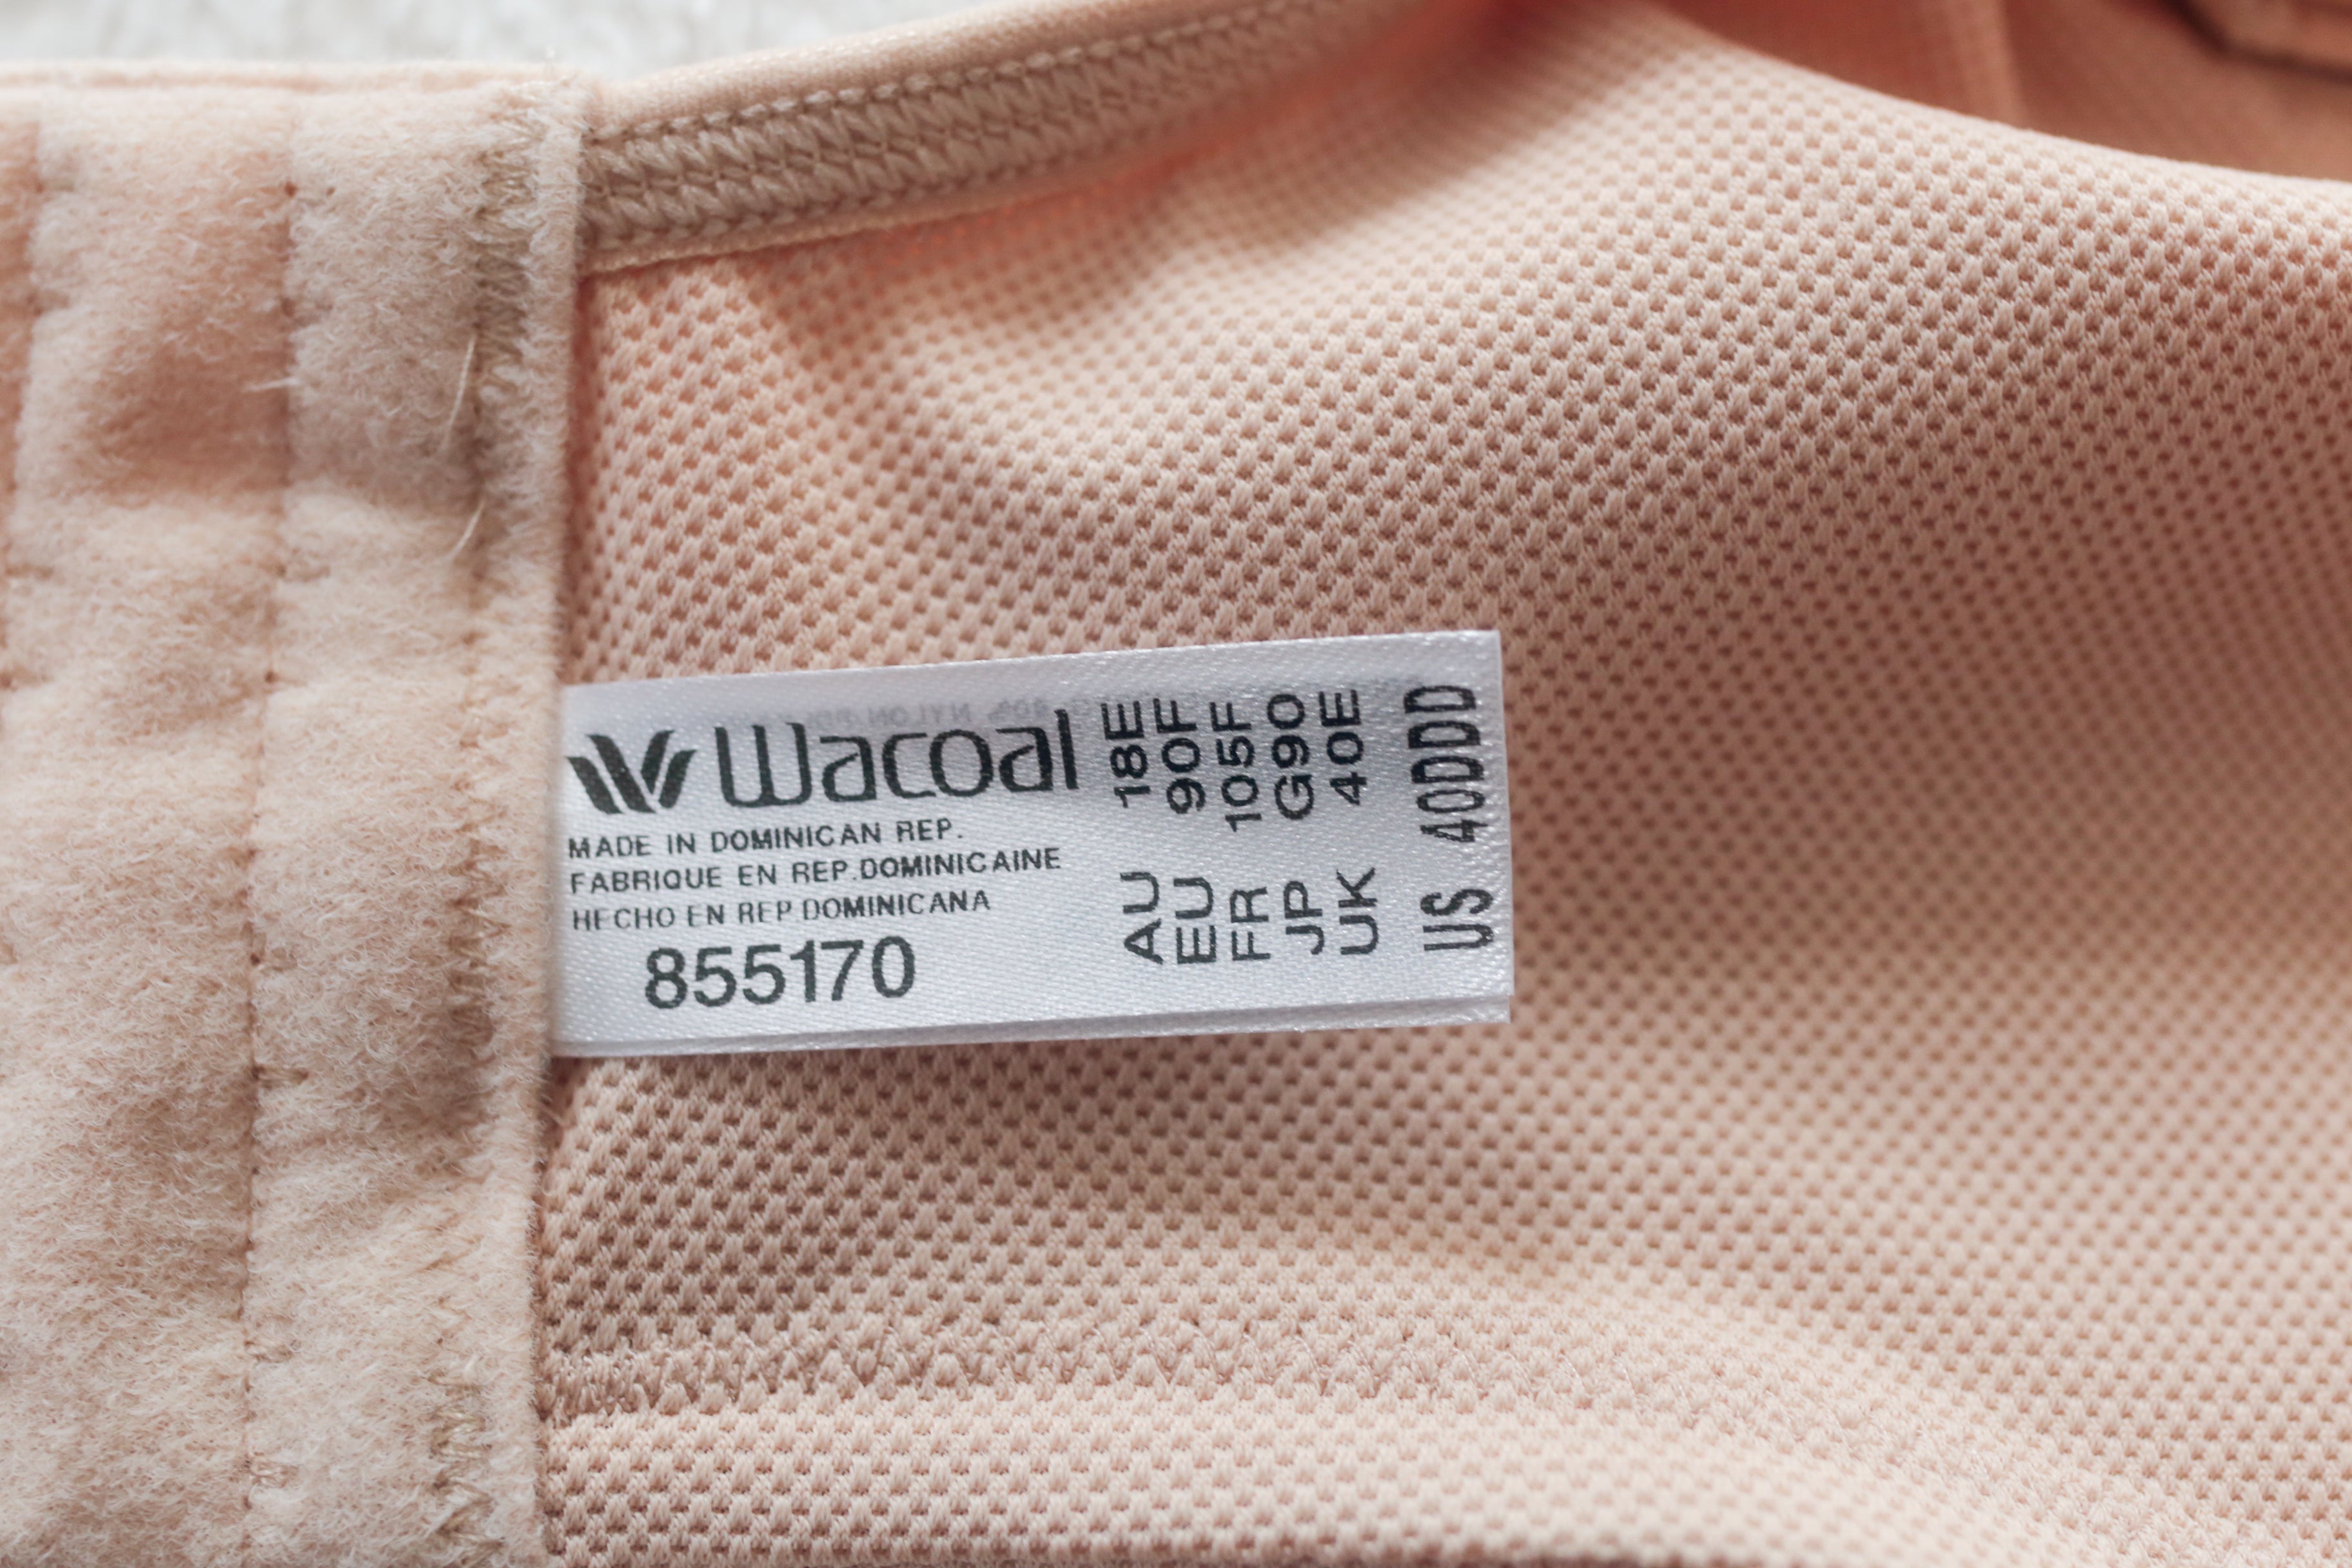 Wacoal
MADE IN DOMINICAN REP.
FABRIQUE EN REP.DOMINICAINE
HECHO EN REP DOMINICANA
855170
AU 18E
EU 90F
FR 105F
JP G90
UK 40E
US 40DDD